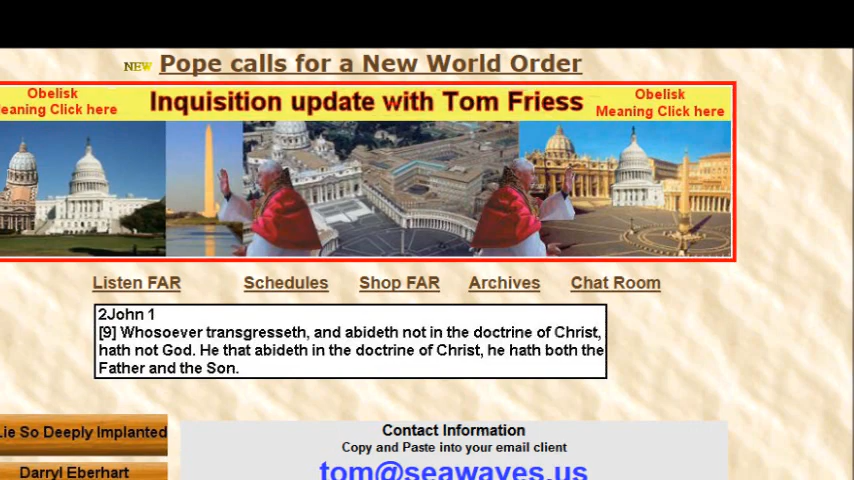 NEW Pope calls for a New World Order
Obelisk
eaning Click here
Inquisition update with Tom Friess
Obelisk
Meaning Click here
Listen FAR Schedules Shop FAR Archives Chat Room
2John 1
[9] Whosoever transgresseth, and abideth not in the doctrine of Christ,
hath not God. He that abideth in the doctrine of Christ, he hath both the
Father and the Son.
Lie So Deeply Implanted
Darryl Eberhart
Contact Information
Copy and Paste into your email client
tom@seawaves.us